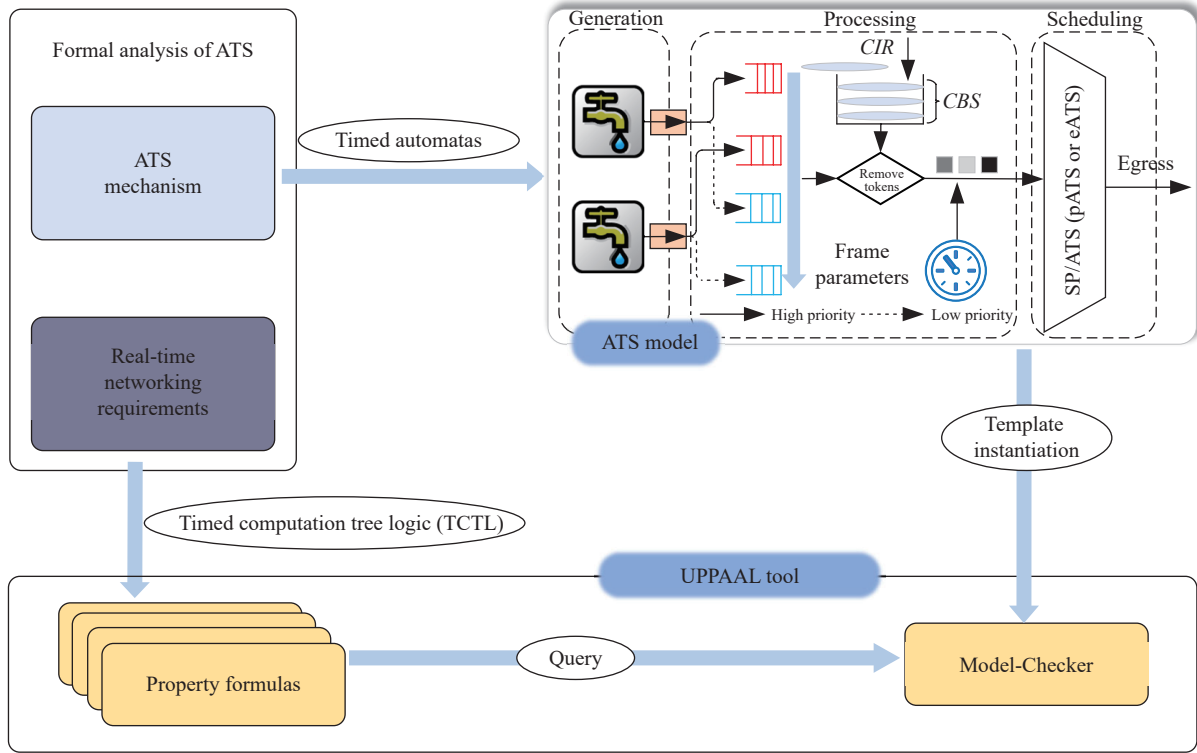 Formal analysis of ATS
ATS
mechanism
Real-time
networking
requirements
Timed automatas
Generation
Processing
Scheduling
CIR
CBS
Remove
tokens
Frame
parameters
High priority
Low priority
SP/ATS (pATS or eATS)
Egress
ATS model
Template
instantiation
Timed computation tree logic (TCTL)
UPPAAL tool
Property formulas
Query
Model-Checker